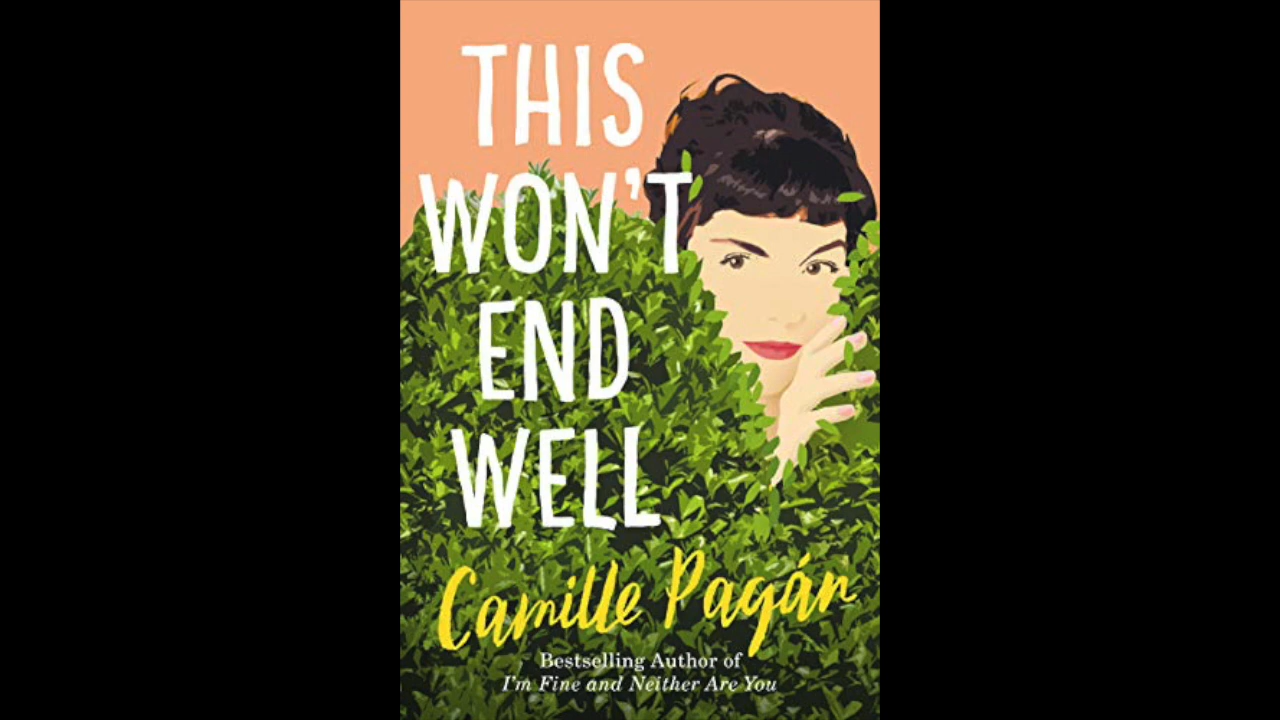 THIS
WON'T
END
WELL
Camille Pagán
Bestselling Author of
I'm Fine and Neither Are You